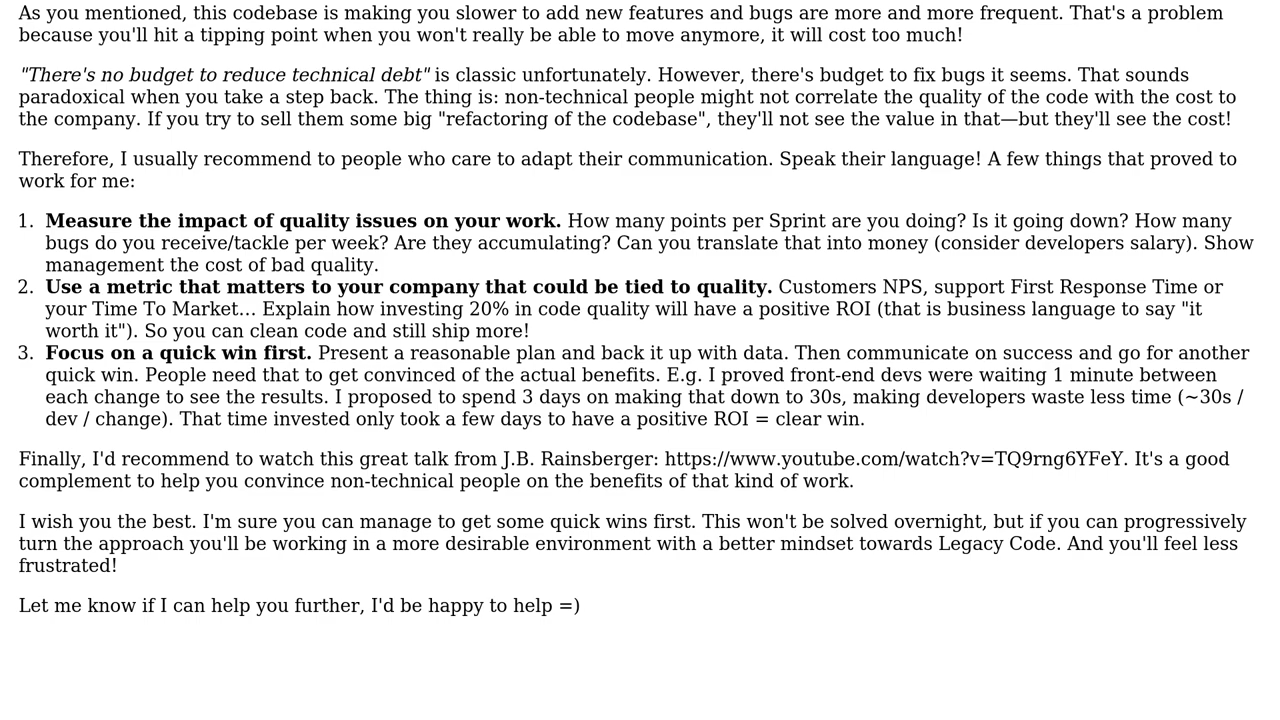 As you mentioned, this codebase is making you slower to add new features and bugs are more and more frequent. That's a problem
because you'll hit a tipping point when you won't really be able to move anymore, it will cost too much!
"There's no budget to reduce technical debt" is classic unfortunately. However, there's budget to fix bugs it seems. That sounds
paradoxical when you take a step back. The thing is: non-technical people might not correlate the quality of the code with the cost to
the company. If you try to sell them some big "refactoring of the codebase", they'll not see the value in that—but they'll see the cost!
Therefore, I usually recommend to people who care to adapt their communication. Speak their language! A few things that proved to
work for me:
1. Measure the impact of quality issues on your work. How many points per Sprint are you doing? Is it going down? How many
bugs do you receive/tackle per week? Are they accumulating? Can you translate that into money (consider developers salary). Show
management the cost of bad quality.
2. Use a metric that matters to your company that could be tied to quality. Customers NPS, support First Response Time or
your Time To Market… Explain how investing 20% in code quality will have a positive ROI (that is business language to say "it
worth it"). So you can clean code and still ship more!
3. Focus on a quick win first. Present a reasonable plan and back it up with data. Then communicate on success and go for another
quick win. People need that to get convinced of the actual benefits. E.g. I proved front-end devs were waiting 1 minute between
each change to see the results. I proposed to spend 3 days on making that down to 30s, making developers waste less time (~30s /
dev / change). That time invested only took a few days to have a positive ROI = clear win.
Finally, I'd recommend to watch this great talk from J.B. Rainsberger: https://www.youtube.com/watch?v=TQ9rng6YFeY. It's a good
complement to help you convince non-technical people on the benefits of that kind of work.
I wish you the best. I'm sure you can manage to get some quick wins first. This won't be solved overnight, but if you can progressively
turn the approach you'll be working in a more desirable environment with a better mindset towards Legacy Code. And you'll feel less
frustrated!
Let me know if I can help you further, I'd be happy to help =)